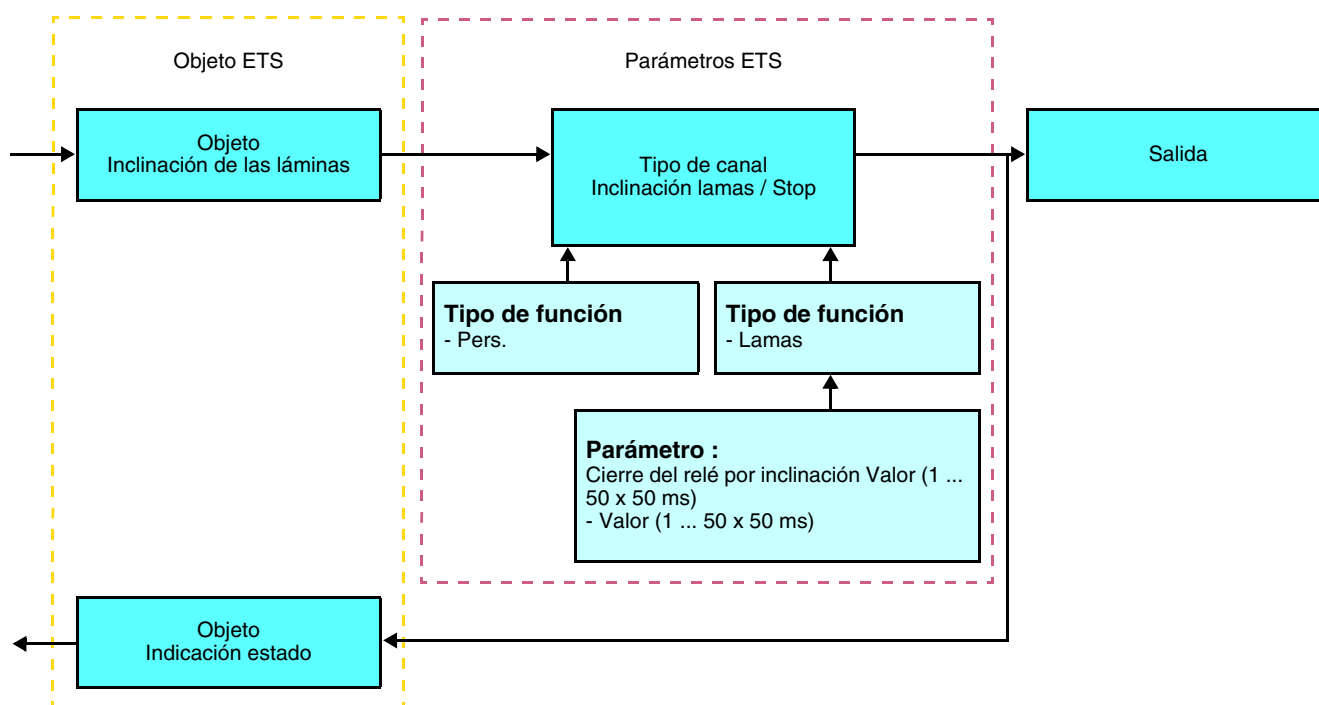 Objeto ETS
Parámetros ETS
Objeto
Inclinación de las láminas
Tipo de canal
Inclinación lamas / Stop
Salida
Tipo de función
- Pers.
Tipo de función
- Lamas
Parámetro :
Cierre del relé por inclinación Valor (1 ...
50 x 50 ms)
- Valor (1 ... 50 x 50 ms)
Objeto
Indicación estado